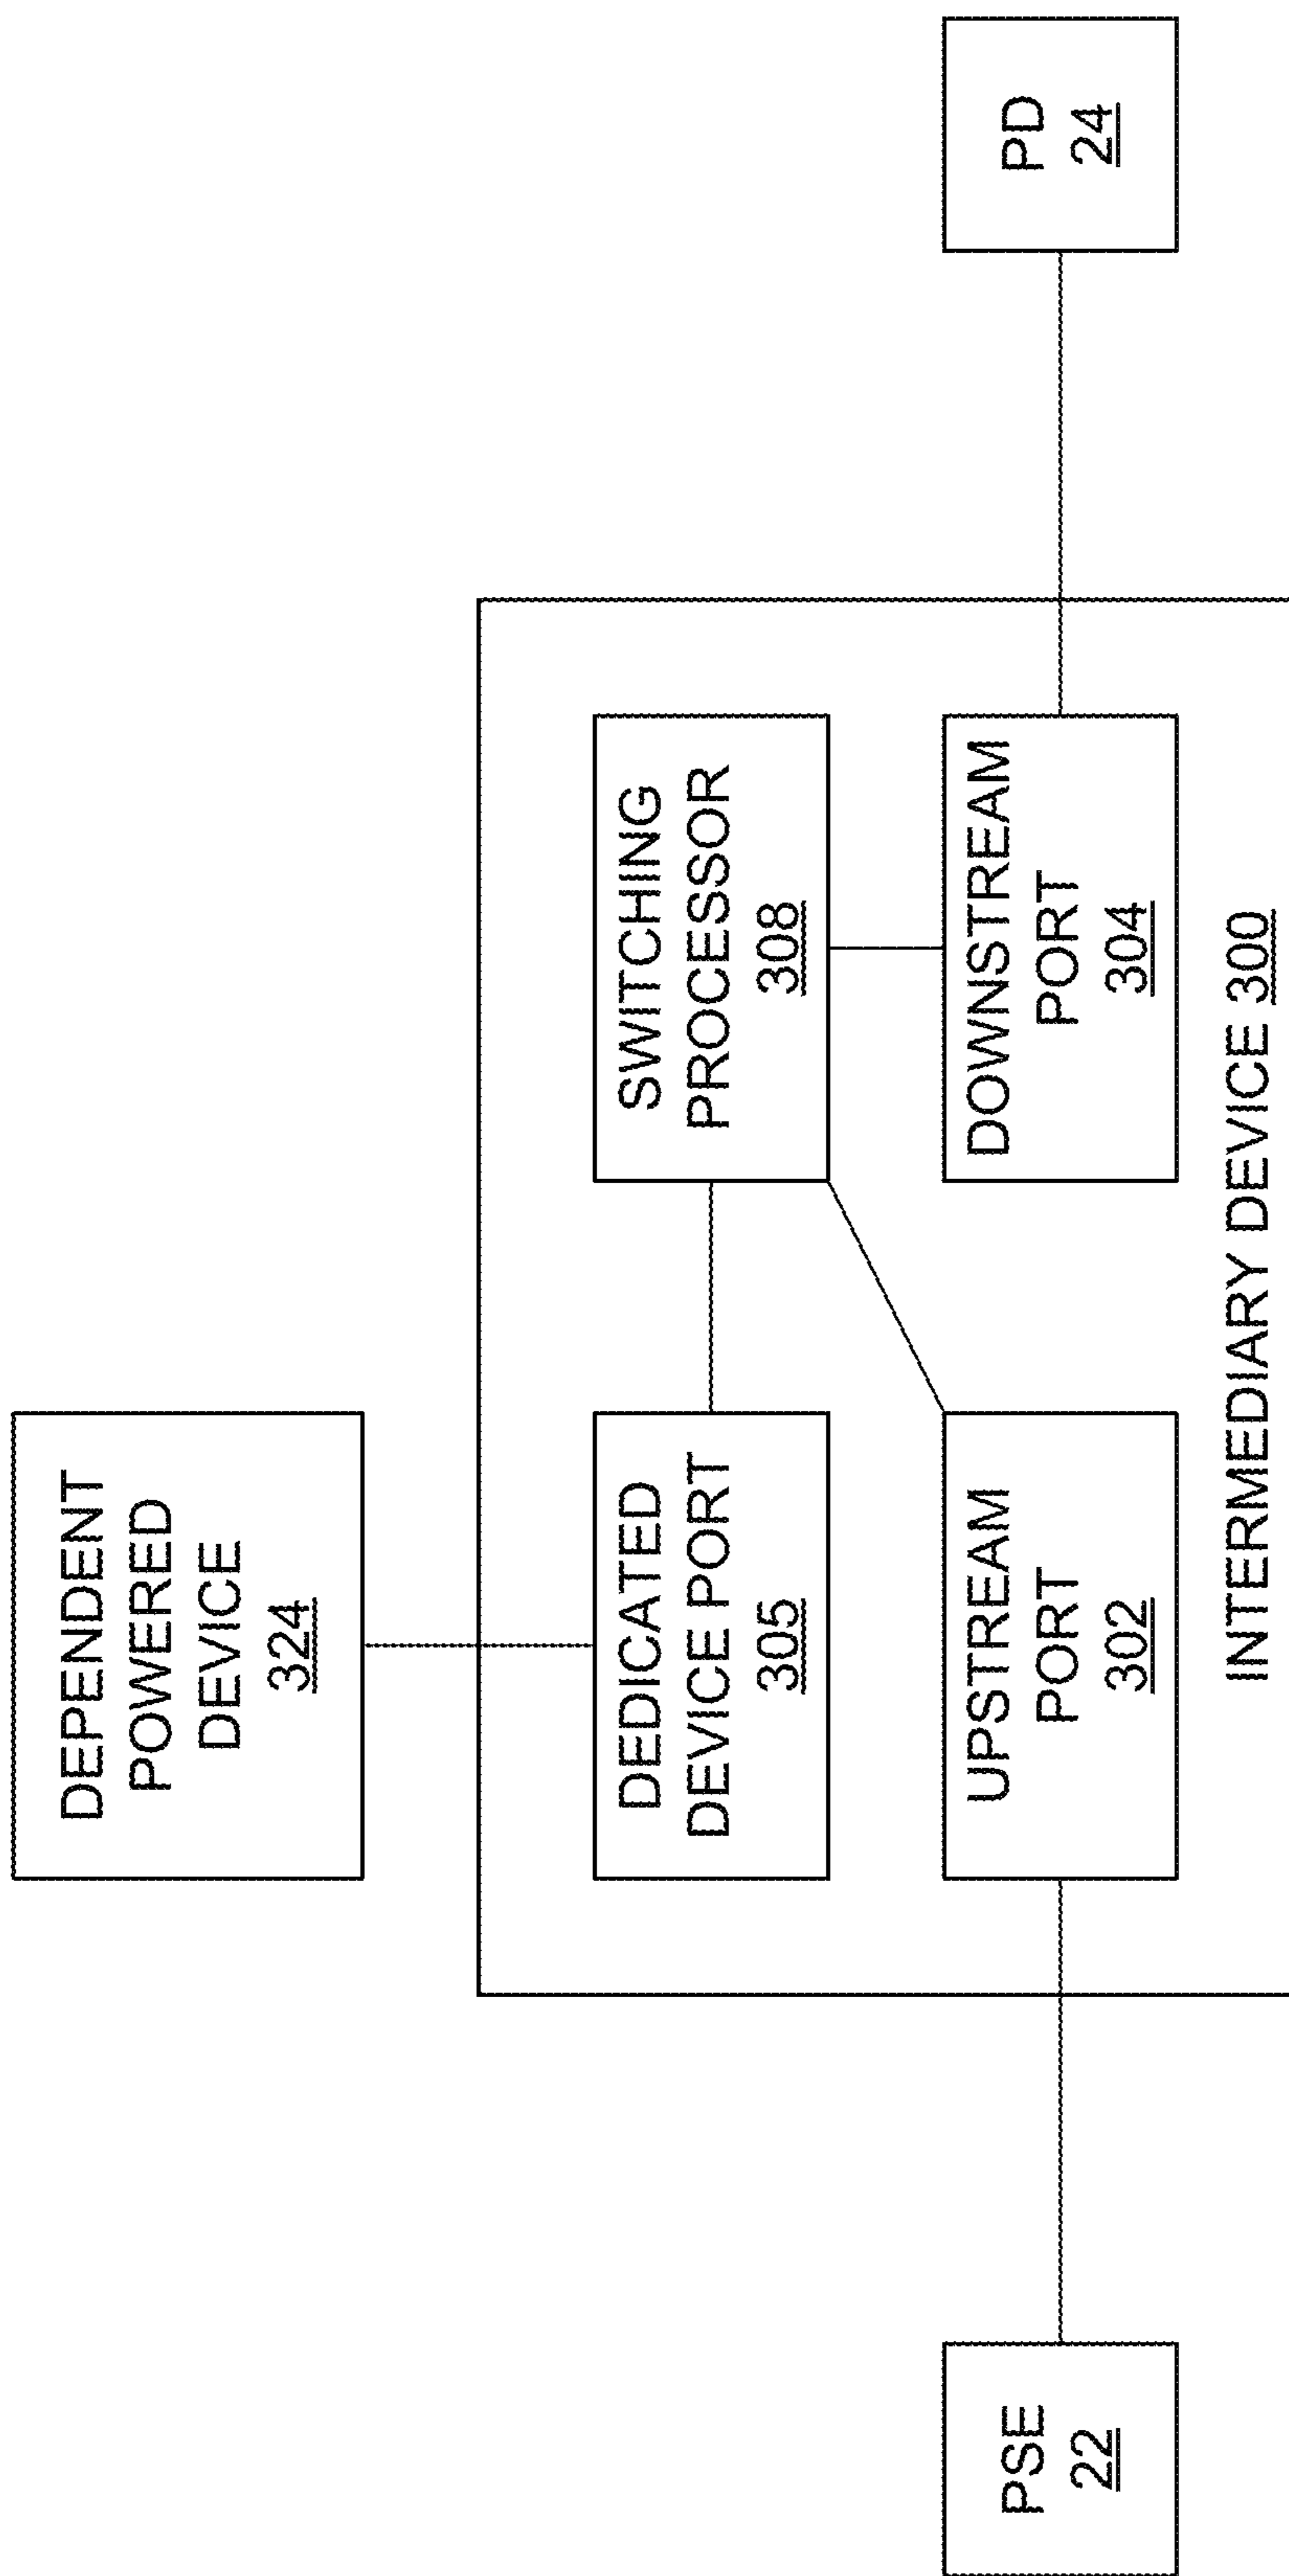 DEPENDENT
POWERED
DEVICE
324
DEDICATED
DEVICE PORT
305
SWITCHING
PROCESSOR
308
PSE
22
UPSTREAM
PORT
302
DOWNSTREAM
PORT
304
PD
24
INTERMEDIARY DEVICE 300